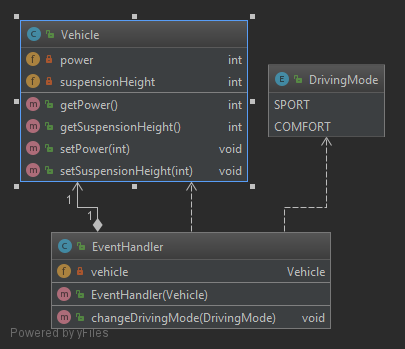 C Vehicle
f power int
f suspensionHeight int
m getPower() int
m getSuspensionHeight() int
m setPower(int) void
m setSuspensionHeight(int) void
E DrivingMode
SPORT
COMFORT
1
1
C EventHandler
f vehicle Vehicle
m EventHandler(Vehicle)
m changeDrivingMode(DrivingMode) void
Powered by yFiles